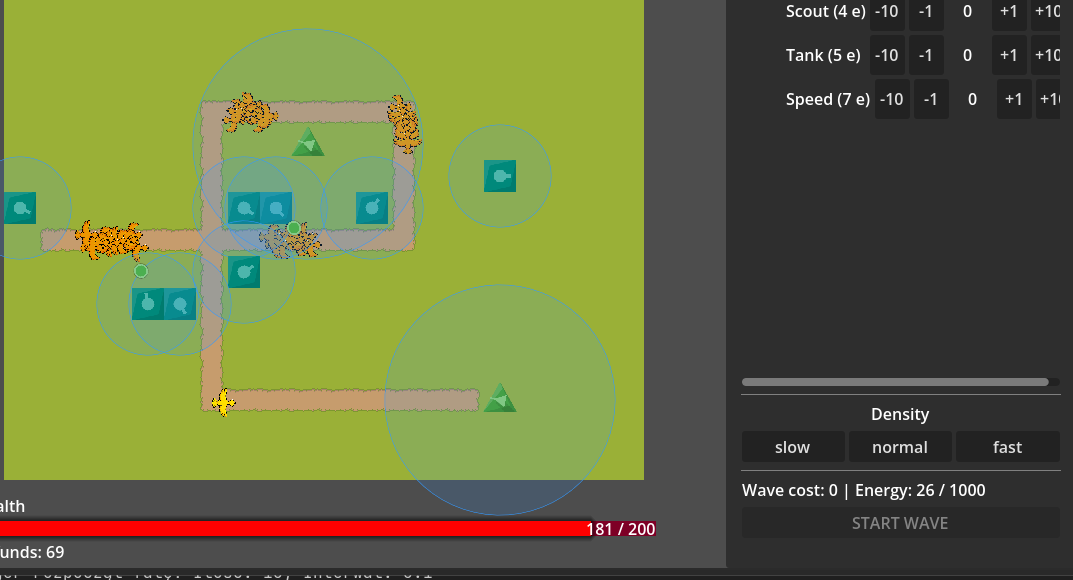 Scout (4 e) -10 -1 0 +1 +10
Tank (5 e) -10 -1 0 +1 +10
Speed (7 e) -10 -1 0 +1
Density
slow normal fast
Wave cost: 0 | Energy: 26 / 1000
START WAVE
alth
181 / 200
unds: 69